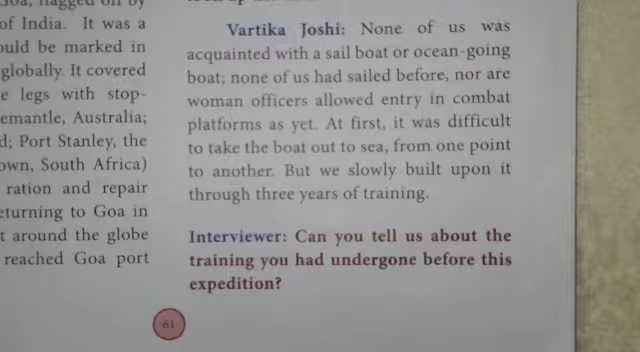 of India. It was a
be marked in
globally. It covered
legs with stop-
Australia;
Port Stanley, the
South Africa)
ration and repair
to Goa in
around the globe
reached Goa port
Vartika Joshi: None of us was
acquainted with a sail boat or ocean-going
boat; none of us had sailed before, nor are
woman officers allowed entry in combat
platforms as yet. At first, it was difficult
to take the boat out to sea, from one point
to another. But we slowly built upon it
through three years of training.
Interviewer: Can you tell us about the
training you had undergone before this
expedition?
81